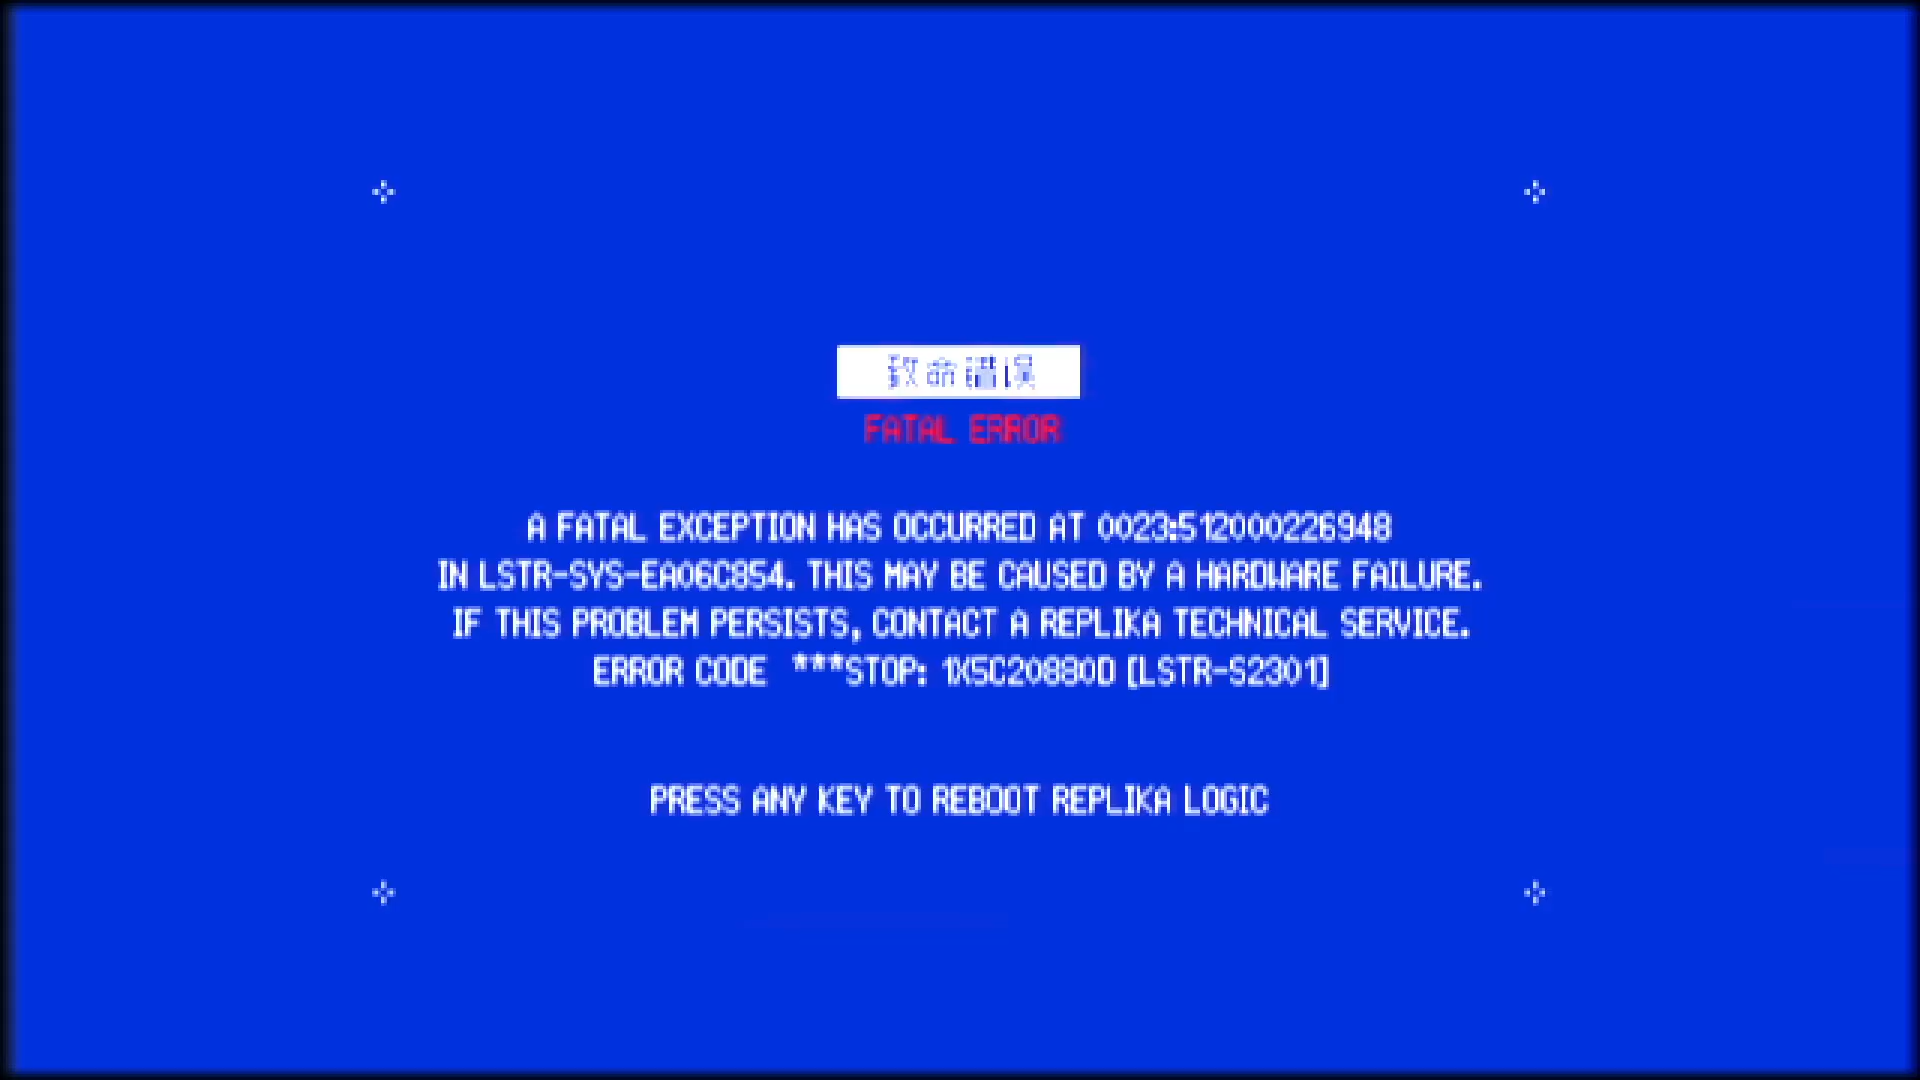 致命错误
FATAL ERROR
A FATAL EXCEPTION HAS OCCURRED AT 0023:512000226948
IN LSTR-SYS-EA06C854. THIS MAY BE CAUSED BY A HARDWARE FAILURE.
IF THIS PROBLEM PERSISTS, CONTACT A REPLIKA TECHNICAL SERVICE.
ERROR CODE ***STOP: 1X5C20880D [LSTR-S2301]
PRESS ANY KEY TO REBOOT REPLIKA LOGIC